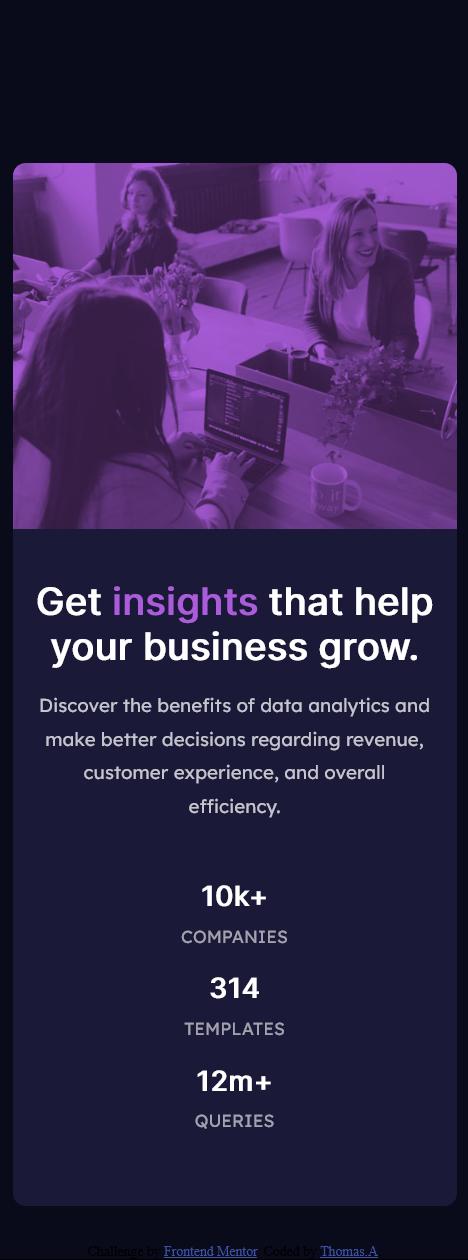 Get insights that help
your business grow.
Discover the benefits of data analytics and
make better decisions regarding revenue,
customer experience, and overall
efficiency.
10k+
COMPANIES
314
TEMPLATES
12m+
QUERIES
Challenge by Frontend Mentor. Coded by Thomas.A